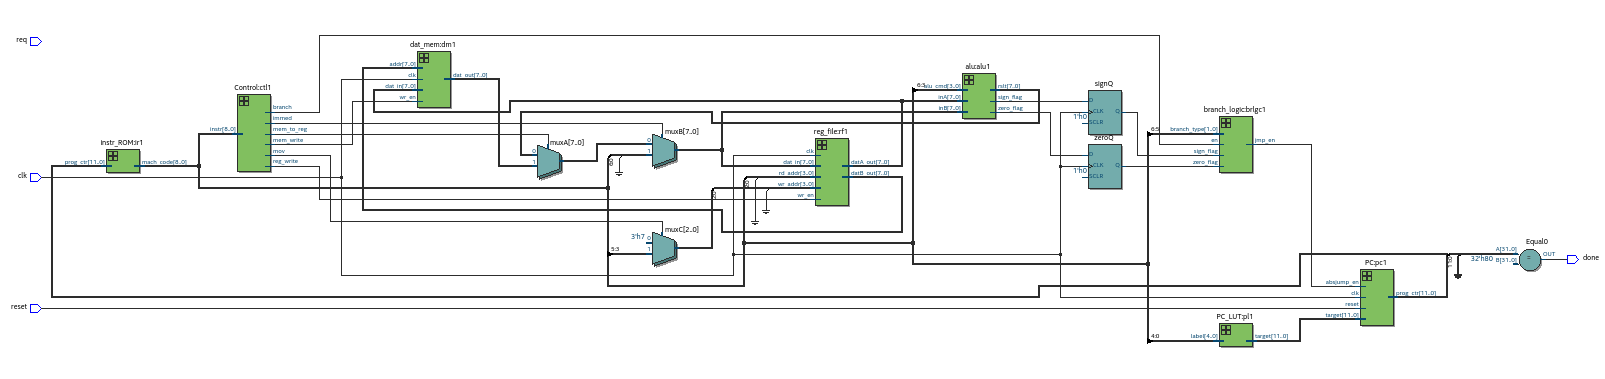 req
clk
reset
instr_ROM:ir1
prog_ctr[11..0]
mach_code[8..0]
Control:ctl1
instr[8..0]
branch
immed
mem_to_reg
mem_write
mov
reg_write
dat_mem:dm1
addr[7..0]
clk
dat_in[7..0]
wr_en
dat_out[7..0]
muxA[7..0]
0
1
muxB[7..0]
0
1
muxC[2..0]
3'h7
0
5:3
1
reg_file:rf1
clk
dat_in[7..0]
rd_addr[3..0]
wr_addr[3..0]
wr_en
datA_out[7..0]
datB_out[7..0]
alu:alu1
6:3
alu_cmd[3..0]
inA[7..0]
inB[7..0]
rslt[7..0]
sign_flag
zero_flag
signQ
D
CLK
1'h0
SCLR
Q
zeroQ
D
CLK
1'h0
SCLR
Q
branch_logic:brlgc1
6:5
branch_type[1..0]
en
sign_flag
zero_flag
jmp_en
PC_LUT:pl1
4:0
label[4..0]
target[11..0]
PC:pc1
absjump_en
clk
reset
target[11..0]
prog_ctr[11..0]
Equal0
A[31..0]
32'h80
B[31..0]
=
OUT
done